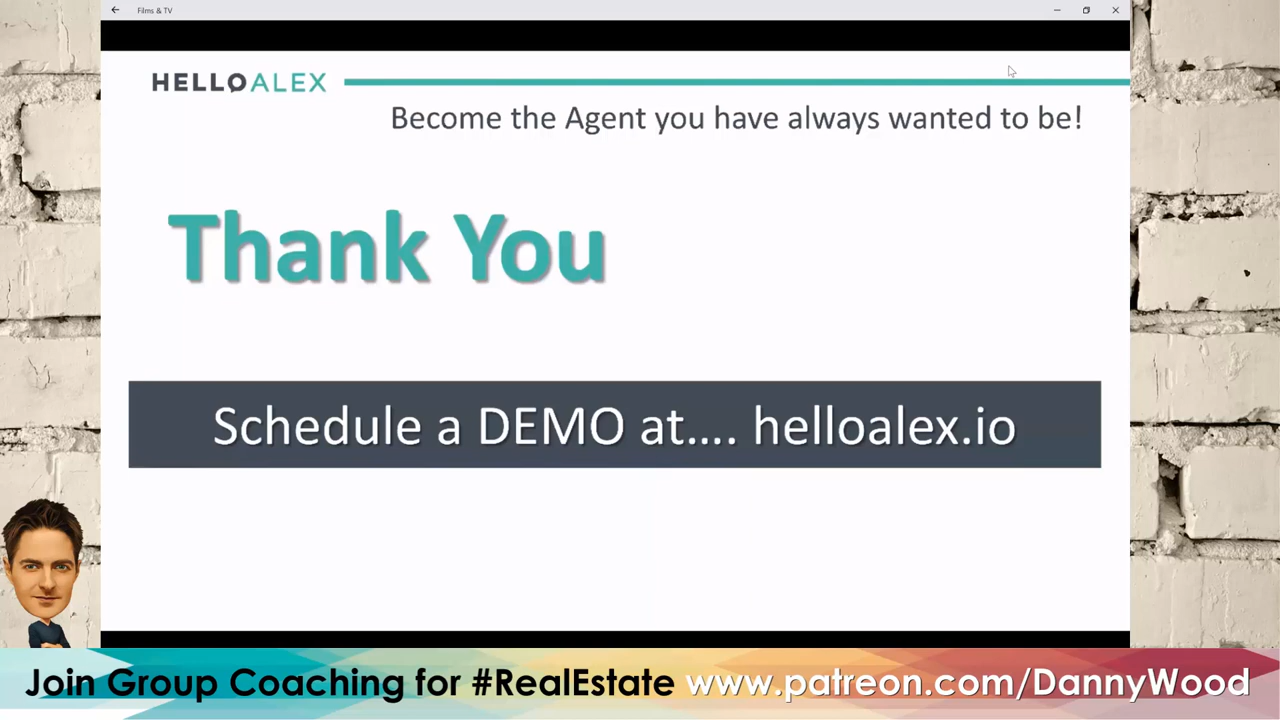 Films & TV
HELLOALEX
Become the Agent you have always wanted to be!
Thank You
Schedule a DEMO at.... helloalex.io
Join Group Coaching for #RealEstate www.patreon.com/DannyWood